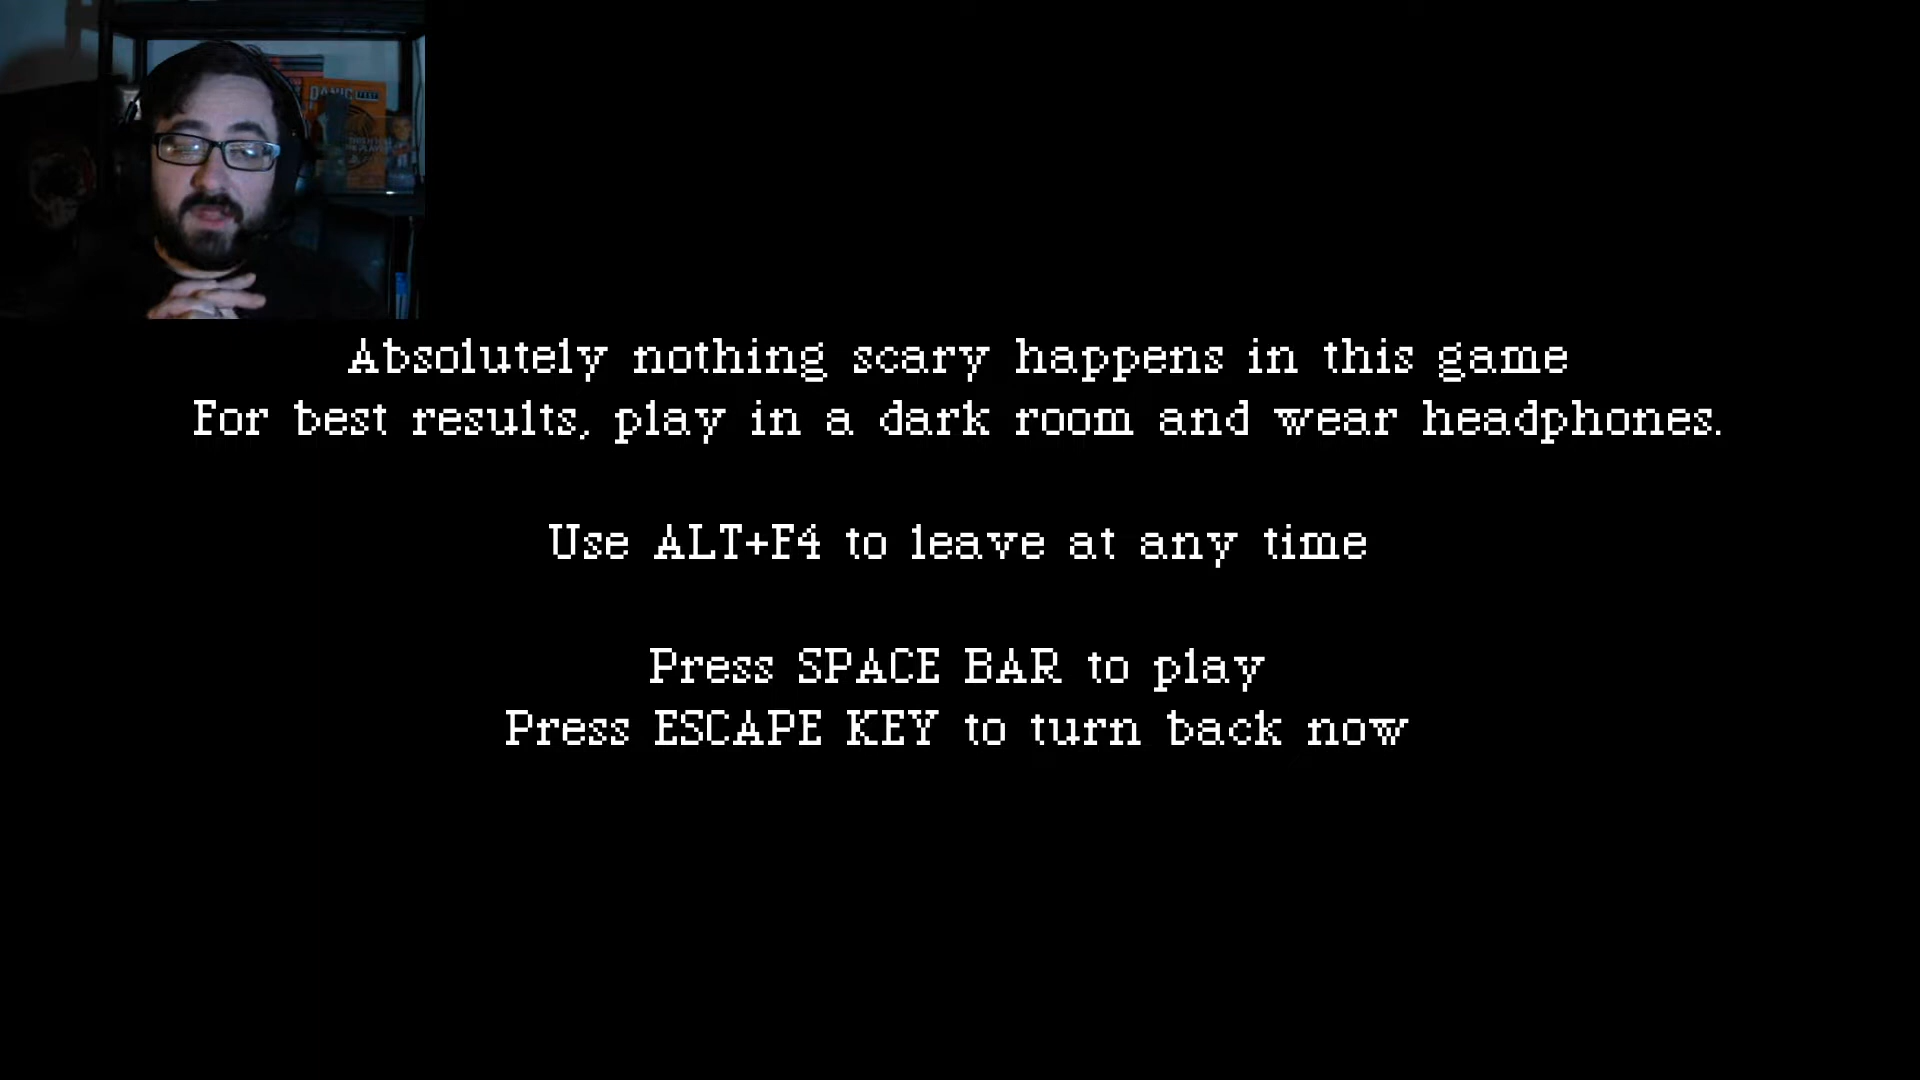 Absolutely nothing scary happens in this game
For best results, play in a dark room and wear headphones.
Use ALT+F4 to leave at any time
Press SPACE BAR to play
Press ESCAPE KEY to turn back now